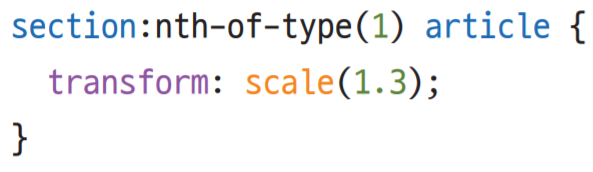 section:nth-of-type(1) article {
  transform: scale(1.3);
}